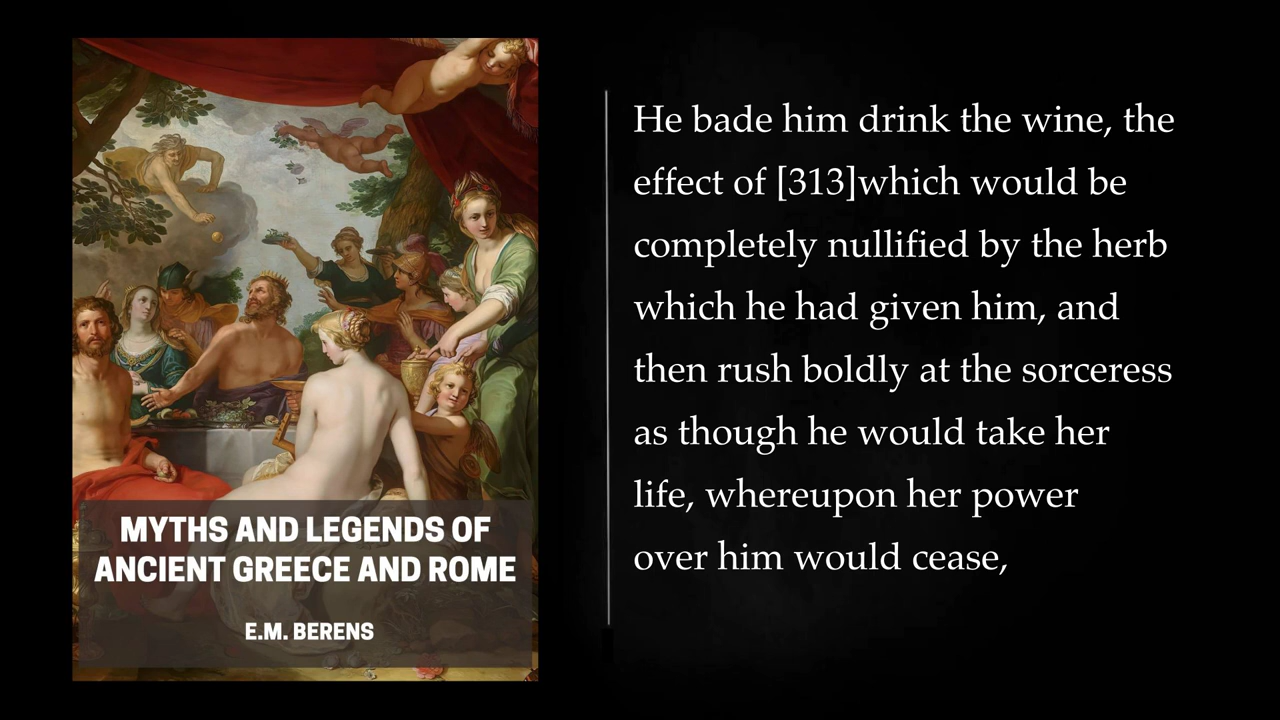 MYTHS AND LEGENDS OF
ANCIENT GREECE AND ROME
E.M. BERENS
He bade him drink the wine, the
effect of [313]which would be
completely nullified by the herb
which he had given him, and
then rush boldly at the sorceress
as though he would take her
life, whereupon her power
over him would cease,